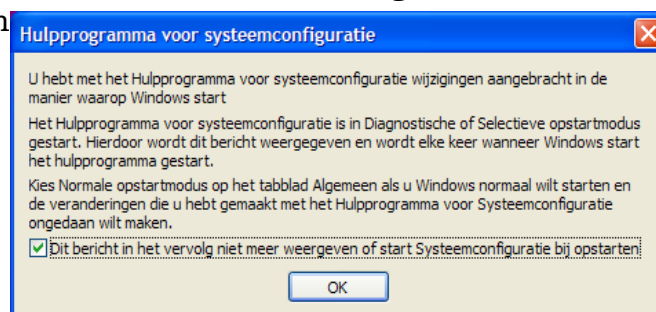 n
Hulpprogramma voor systeemconfiguratie
U hebt met het Hulpprogramma voor systeemconfiguratie wijzigingen aangebracht in de
manier waarop Windows start
Het Hulpprogramma voor systeemconfiguratie is in Diagnostische of Selectieve opstartmodus
gestart. Hierdoor wordt dit bericht weergegeven en wordt elke keer wanneer Windows start
het hulpprogramma gestart.
Kies Normale opstartmodus op het tabblad Algemeen als u Windows normaal wilt starten en
de veranderingen die u hebt gemaakt met het Hulpprogramma voor Systeemconfiguratie
ongedaan wilt maken.
Dit bericht in het vervolg niet meer weergeven of start Systeemconfiguratie bij opstarten
OK